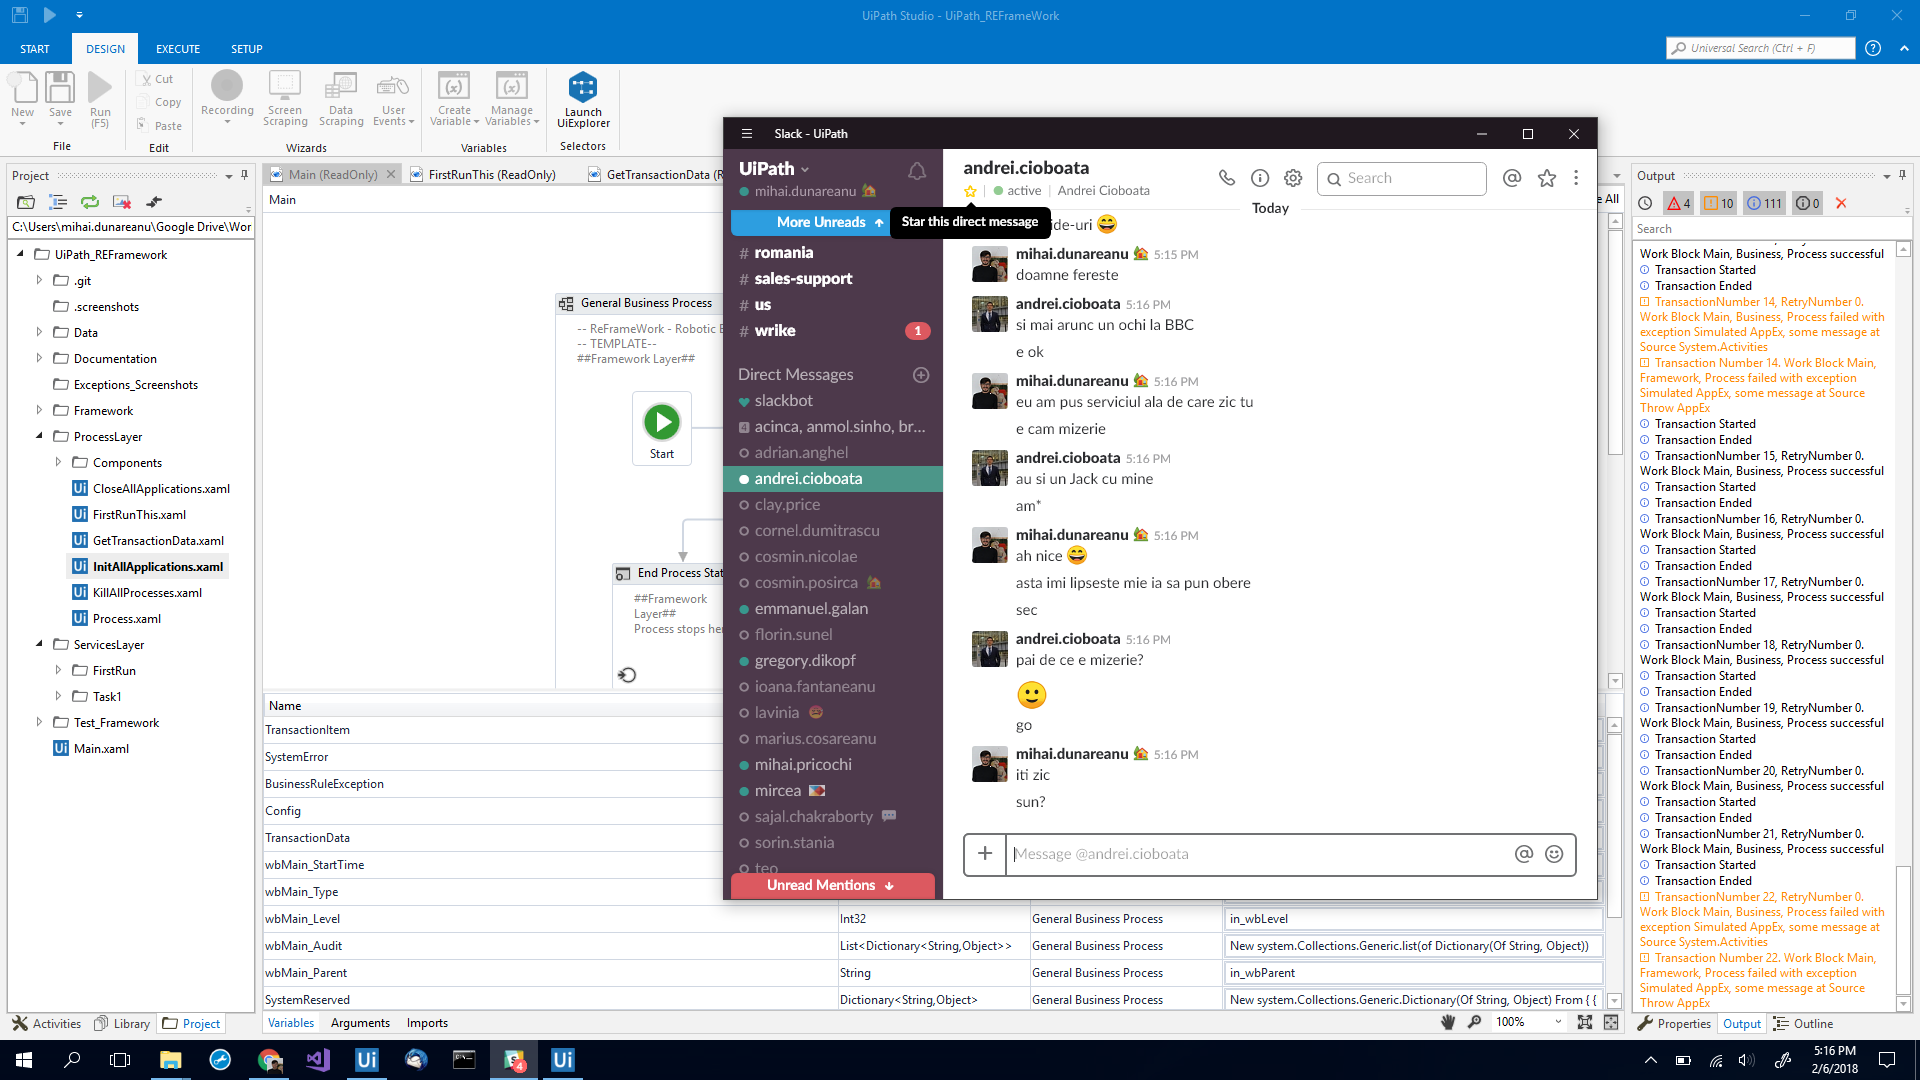 UiPath Studio - UiPath_REFrameWork
START
DESIGN
EXECUTE
SETUP
Universal Search (Ctrl + F)
New
Save
Run
(F5)
File
Cut
Copy
Paste
Edit
Recording
Screen
Scraping
Data
Scraping
User
Events
Wizards
Create
Variable
Manage
Variables
Variables
Launch
UiExplorer
Selectors
Project
C:\Users\mihai.dunareanu\Google Drive\Wor
UiPath_REFramework
.git
.screenshots
Data
Documentation
Exceptions_Screenshots
Framework
ProcessLayer
Components
CloseAllApplications.xaml
FirstRunThis.xaml
GetTransactionData.xaml
InitAllApplications.xaml
KillAllProcesses.xaml
Process.xaml
ServicesLayer
FirstRun
Task1
Test_Framework
Main.xaml
Activities
Library
Project
Main (ReadOnly)
FirstRunThis (ReadOnly)
GetTransactionData (R
Main
e All
General Business Process
-- ReFrameWork - Robotic E
-- TEMPLATE--
##Framework Layer##
Start
End Process Stat
##Framework
Layer##
Process stops her
Name
TransactionItem
SystemError
BusinessRuleException
Config
TransactionData
wbMain_StartTime
wbMain_Type
wbMain_Level Int32 General Business Process in_wbLevel
wbMain_Audit List<Dictionary<String,Object>> General Business Process New system.Collections.Generic.list(of Dictionary(Of String, Object))
wbMain_Parent String General Business Process in_wbParent
SystemReserved Dictionary<String,Object> General Business Process New system.Collections.Generic.Dictionary(Of String, Object) From { {
Variables
Arguments
Imports
100%
Slack - UiPath
UiPath
mihai.dunareanu
More Unreads
# romania
# sales-support
# us
# wrike 1
Direct Messages
slackbot
4 acinca, anmol.sinho, br...
adrian.anghel
andrei.cioboata
clay.price
cornel.dumitrascu
cosmin.nicolae
cosmin.posirca
emmanuel.galan
florin.sunel
gregory.dikopf
ioana.fantaneanu
lavinia
marius.cosareanu
mihai.pricochi
mircea
sajal.chakraborty
sorin.stania
teo
Unread Mentions
andrei.cioboata
active
Andrei Cioboata
Search
Star this direct message
Today
ide-uri
mihai.dunareanu 5:15 PM
doamne fereste
andrei.cioboata 5:16 PM
si mai arunc un ochi la BBC
e ok
mihai.dunareanu 5:16 PM
eu am pus serviciul ala de care zic tu
e cam mizerie
andrei.cioboata 5:16 PM
au si un Jack cu mine
am*
mihai.dunareanu 5:16 PM
ah nice
asta imi lipseste mie ia sa pun obere
sec
andrei.cioboata 5:16 PM
pai de ce e mizerie?
go
mihai.dunareanu 5:16 PM
iti zic
sun?
Message @andrei.cioboata
Output
4
10
111
0
Search
Work Block Main, Business, Process successful
Transaction Started
Transaction Ended
TransactionNumber 14, RetryNumber 0.
Work Block Main, Business, Process failed with
exception Simulated AppEx, some message at
Source System.Activities
Transaction Number 14. Work Block Main,
Framework, Process failed with exception
Simulated AppEx, some message at Source
Throw AppEx
Transaction Started
Transaction Ended
TransactionNumber 15, RetryNumber 0.
Work Block Main, Business, Process successful
Transaction Started
Transaction Ended
TransactionNumber 16, RetryNumber 0.
Work Block Main, Business, Process successful
Transaction Started
Transaction Ended
TransactionNumber 17, RetryNumber 0.
Work Block Main, Business, Process successful
Transaction Started
Transaction Ended
TransactionNumber 18, RetryNumber 0.
Work Block Main, Business, Process successful
Transaction Started
Transaction Ended
TransactionNumber 19, RetryNumber 0.
Work Block Main, Business, Process successful
Transaction Started
Transaction Ended
TransactionNumber 20, RetryNumber 0.
Work Block Main, Business, Process successful
Transaction Started
Transaction Ended
TransactionNumber 21, RetryNumber 0.
Work Block Main, Business, Process successful
Transaction Started
Transaction Ended
TransactionNumber 22, RetryNumber 0.
Work Block Main, Business, Process failed with
exception Simulated AppEx, some message at
Source System.Activities
Transaction Number 22. Work Block Main,
Framework, Process failed with exception
Simulated AppEx, some message at Source
Throw AppEx
Properties
Output
Outline
5:16 PM
2/6/2018